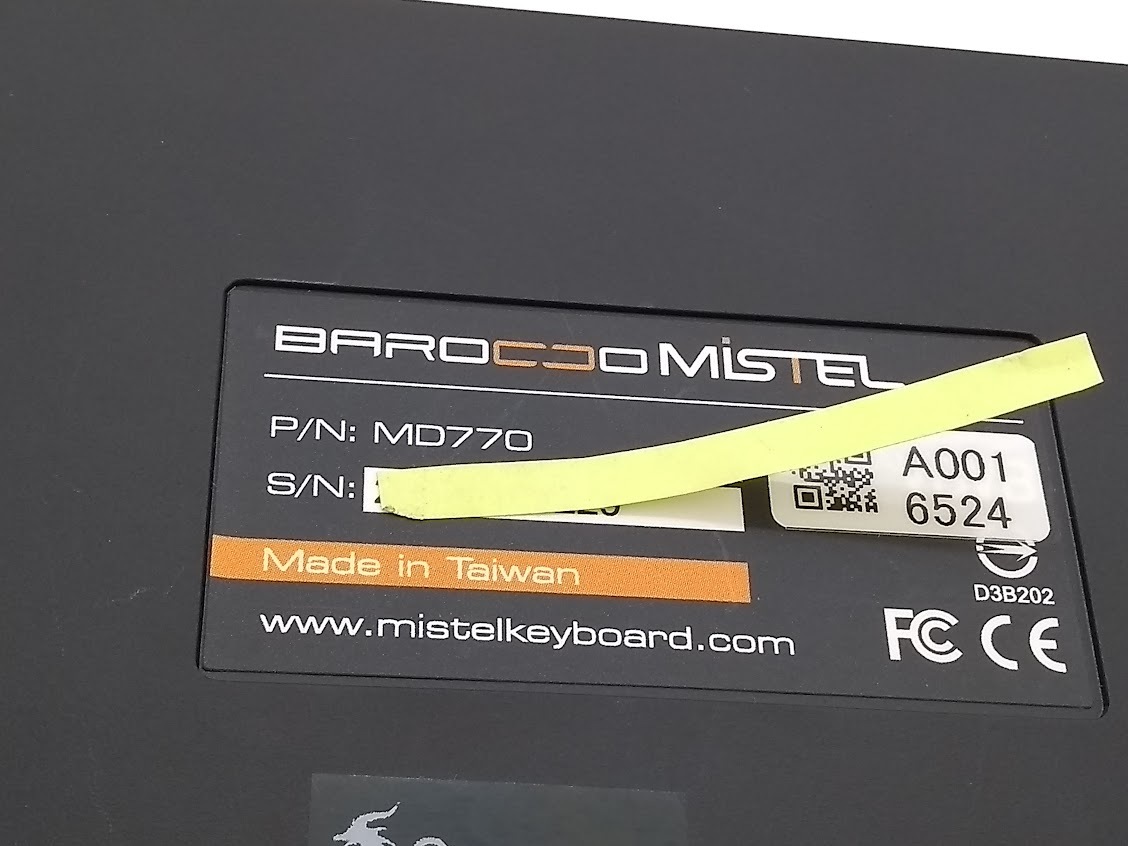 BAROCCO MiSTEL
P/N: MD770
S/N:
A001
6524
Made in Taiwan
D3B202
www.mistelkeyboard.com
FC CE